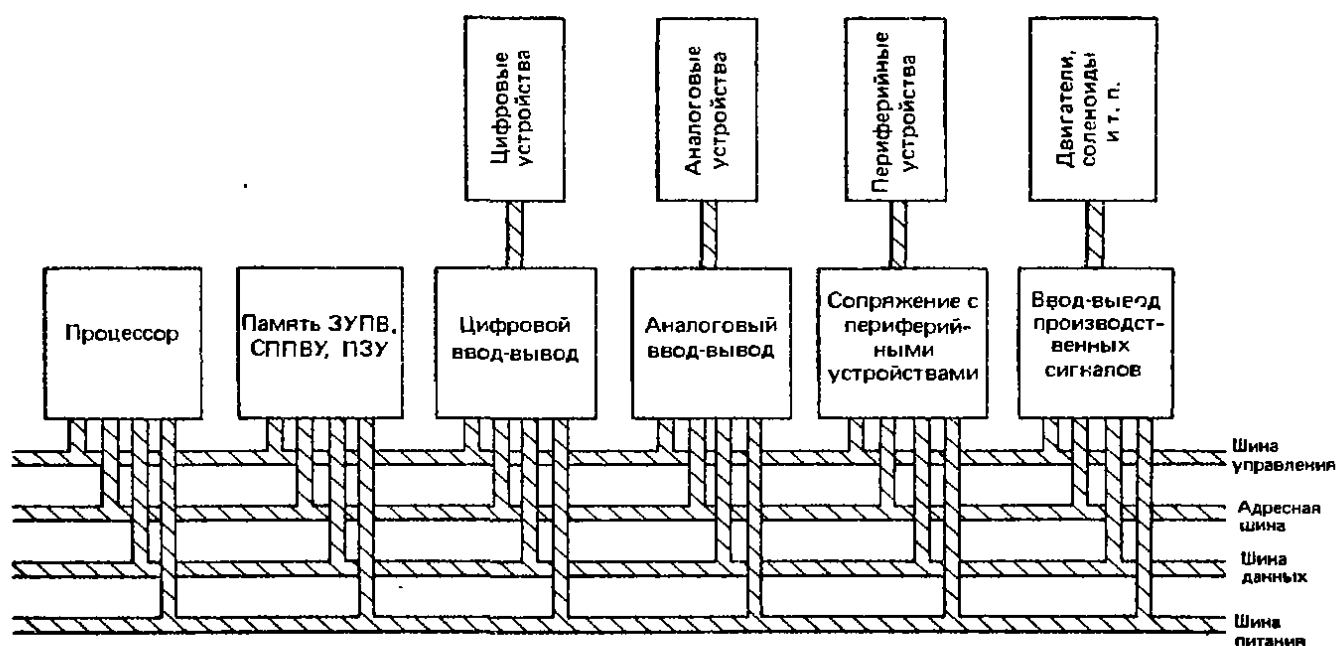 Цифровые
устройства
Аналоговые
устройства
Периферийные
устройства
Двигатели,
соленоиды
и т. п.
Процессор
Память ЗУПВ,
СППВУ, ПЗУ
Цифровой
ввод-вывод
Аналоговый
ввод-вывод
Сопряжение с
периферий-
ными
устройствами
Ввод-вывод
производст-
венных
сигналов
Шина
управления
Адресная
шина
Шина
данных
Шина
питания